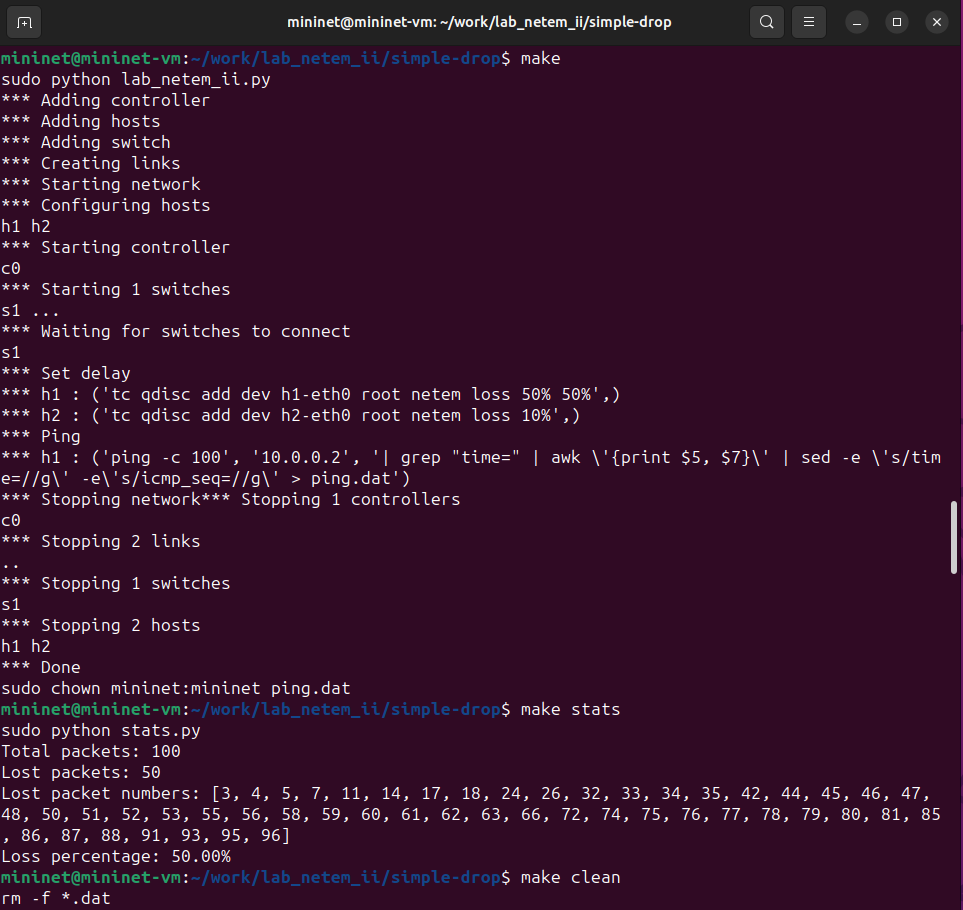 mininet@mininet-vm: ~/work/lab_netem_ii/simple-drop
mininet@mininet-vm:~/work/lab_netem_ii/simple-drop$ make
sudo python lab_netem_ii.py
*** Adding controller
*** Adding hosts
*** Adding switch
*** Creating links
*** Starting network
*** Configuring hosts
h1 h2
*** Starting controller
c0
*** Starting 1 switches
s1 ...
*** Waiting for switches to connect
s1
*** Set delay
*** h1 : ('tc qdisc add dev h1-eth0 root netem loss 50% 50%',)
*** h2 : ('tc qdisc add dev h2-eth0 root netem loss 10%',)
*** Ping
*** h1 : ('ping -c 100', '10.0.0.2', '| grep "time=" | awk \'{print $5, $7}\' | sed -e \'s/tim
e=//g\' -e\'s/icmp_seq=//g\' > ping.dat')
*** Stopping network*** Stopping 1 controllers
c0
*** Stopping 2 links
..
*** Stopping 1 switches
s1
*** Stopping 2 hosts
h1 h2
*** Done
sudo chown mininet:mininet ping.dat
mininet@mininet-vm:~/work/lab_netem_ii/simple-drop$ make stats
sudo python stats.py
Total packets: 100
Lost packets: 50
Lost packet numbers: [3, 4, 5, 7, 11, 14, 17, 18, 24, 26, 32, 33, 34, 35, 42, 44, 45, 46, 47,
48, 50, 51, 52, 53, 55, 56, 58, 59, 60, 61, 62, 63, 66, 72, 74, 75, 76, 77, 78, 79, 80, 81, 85
, 86, 87, 88, 91, 93, 95, 96]
Loss percentage: 50.00%
mininet@mininet-vm:~/work/lab_netem_ii/simple-drop$ make clean
rm -f *.dat